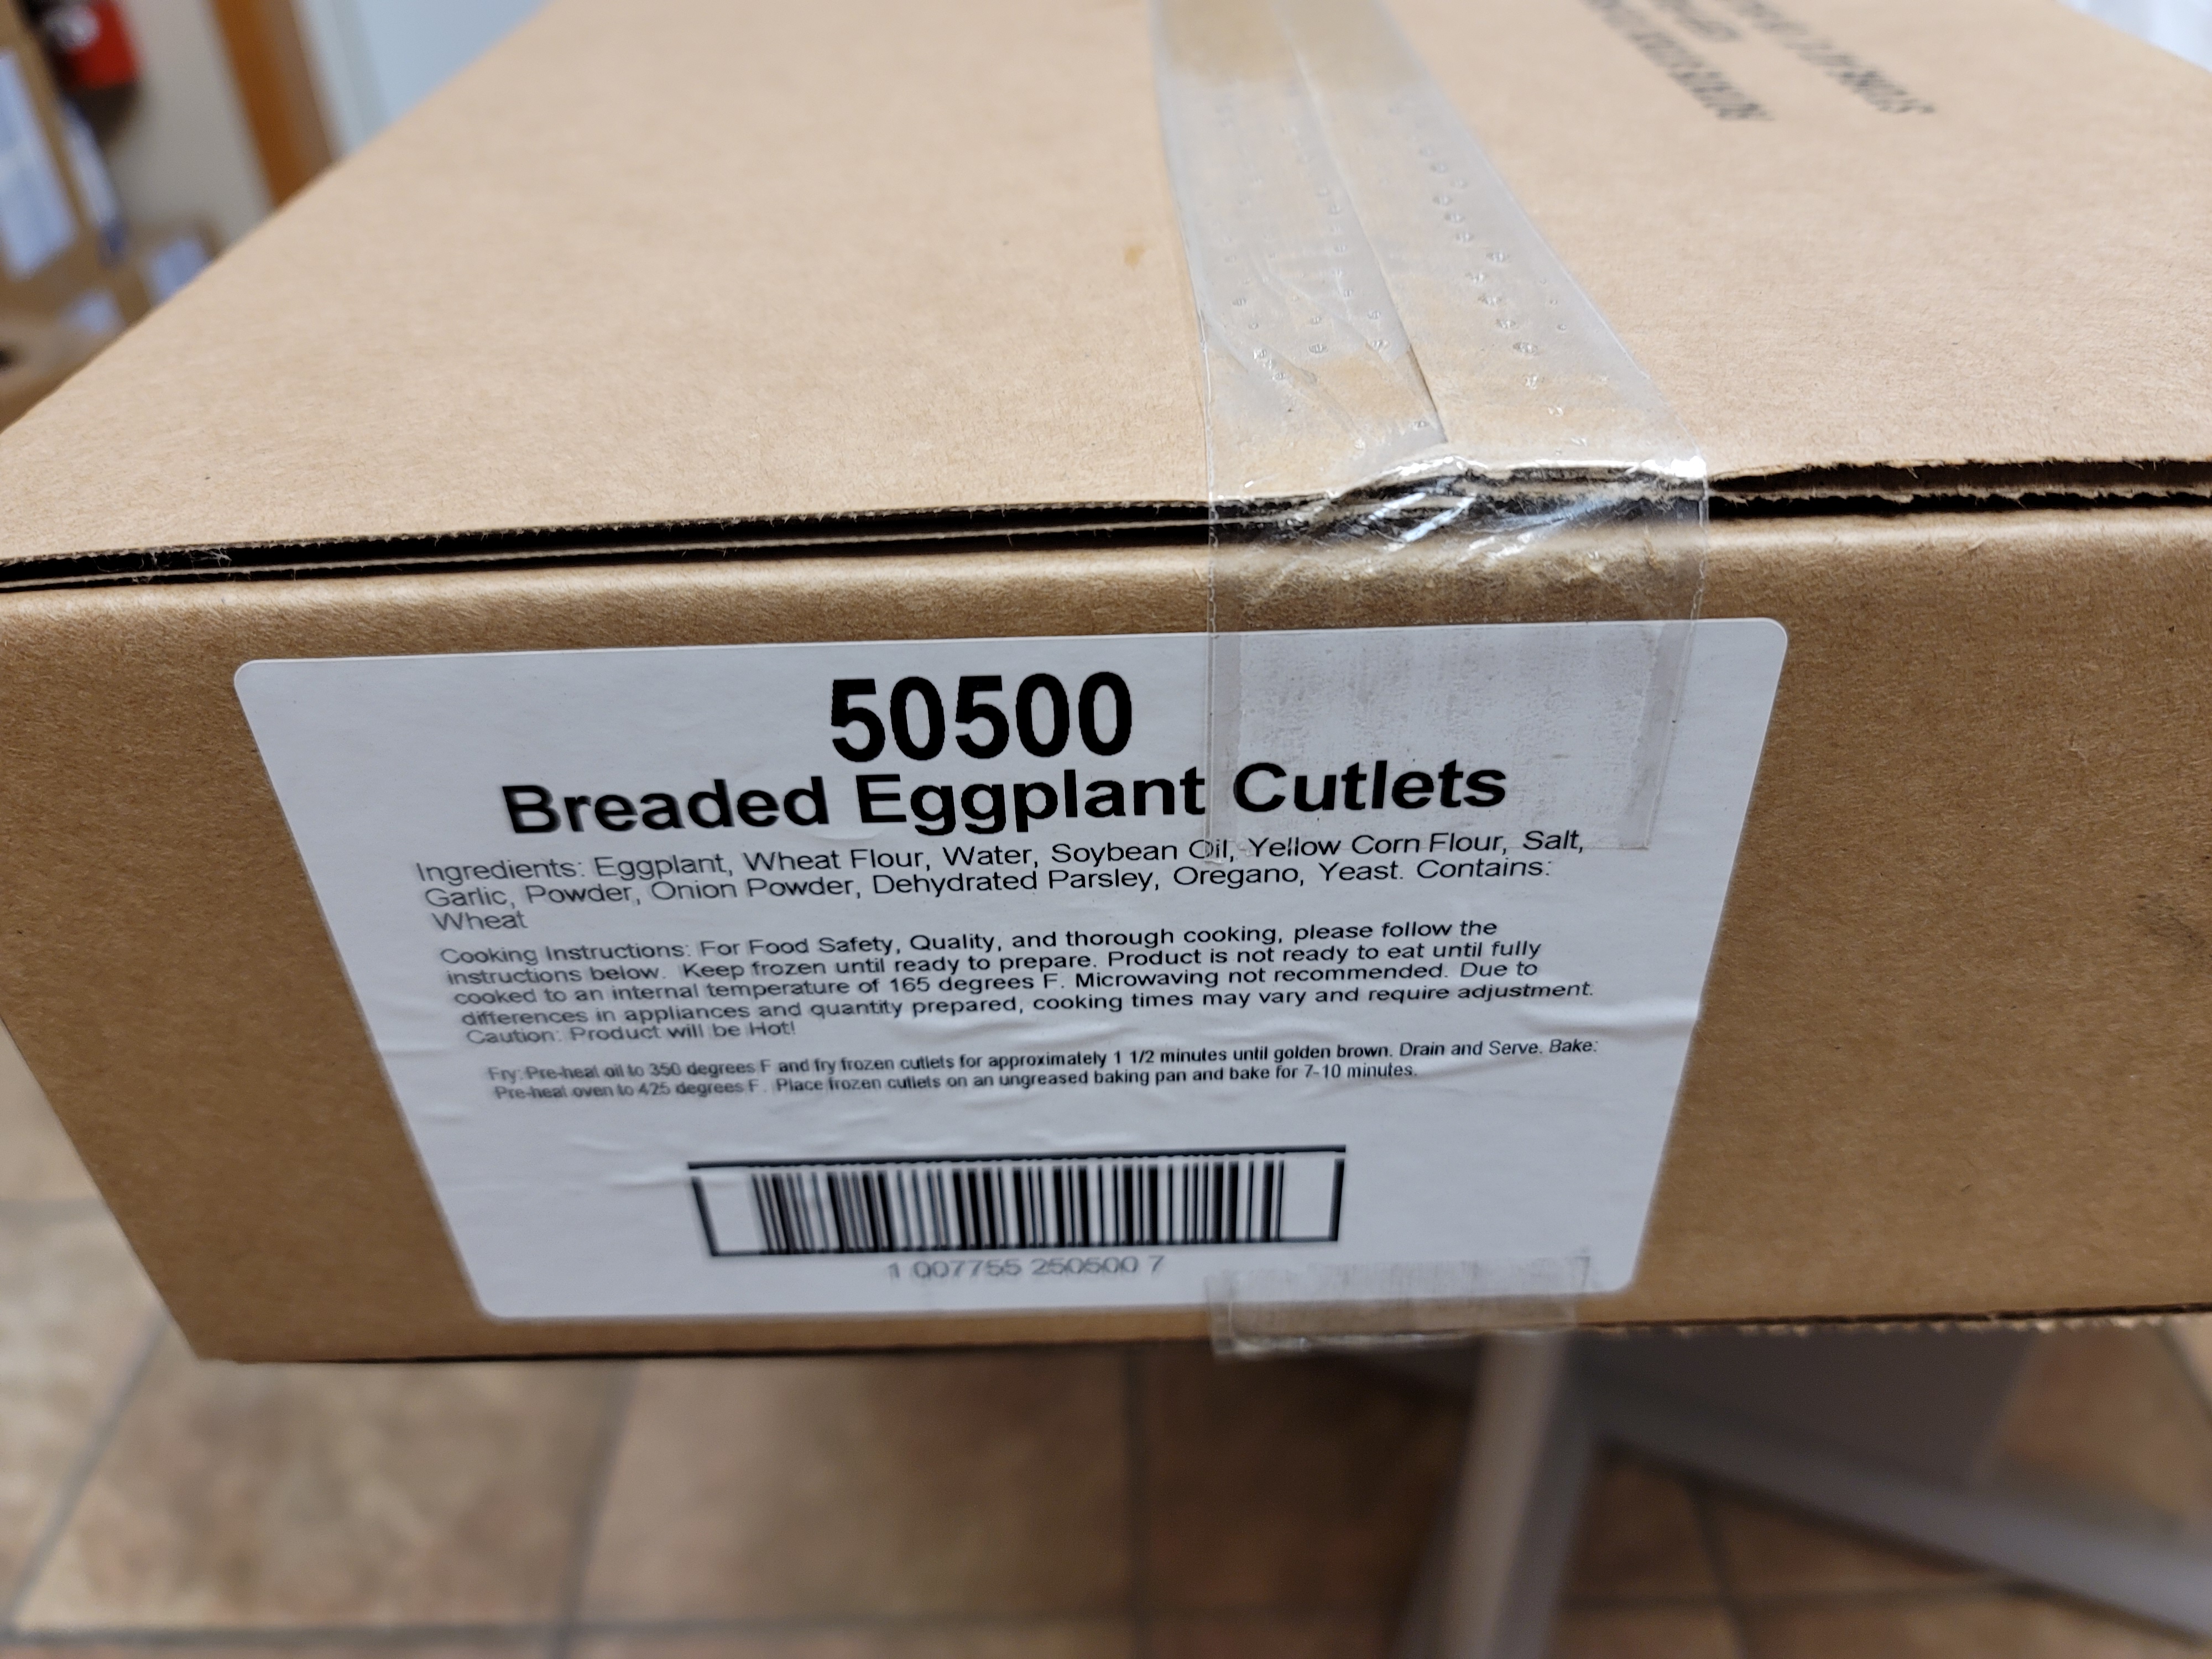 50500
Breaded Eggplant Cutlets
Ingredients: Eggplant, Wheat Flour, Water, Soybean Oil, Yellow Corn Flour, Salt,
Garlic, Powder, Onion Powder, Dehydrated Parsley, Oregano, Yeast. Contains:
Wheat
Cooking Instructions: For Food Safety, Quality, and thorough cooking, please follow the
instructions below. Keep frozen until ready to prepare. Product is not ready to eat until fully
cooked to an internal temperature of 165 degrees F. Microwaving not recommended. Due to
differences in appliances and quantity prepared, cooking times may vary and require adjustment.
Caution: Product will be Hot!
Fry: Pre-heat oil to 350 degrees F and fry frozen cutlets for approximately 1 1/2 minutes until golden brown. Drain and Serve. Bake:
Pre-heat oven to 425 degrees F. Place frozen cutlets on an ungreased baking pan and bake for 7-10 minutes.
1 007755 250500 7